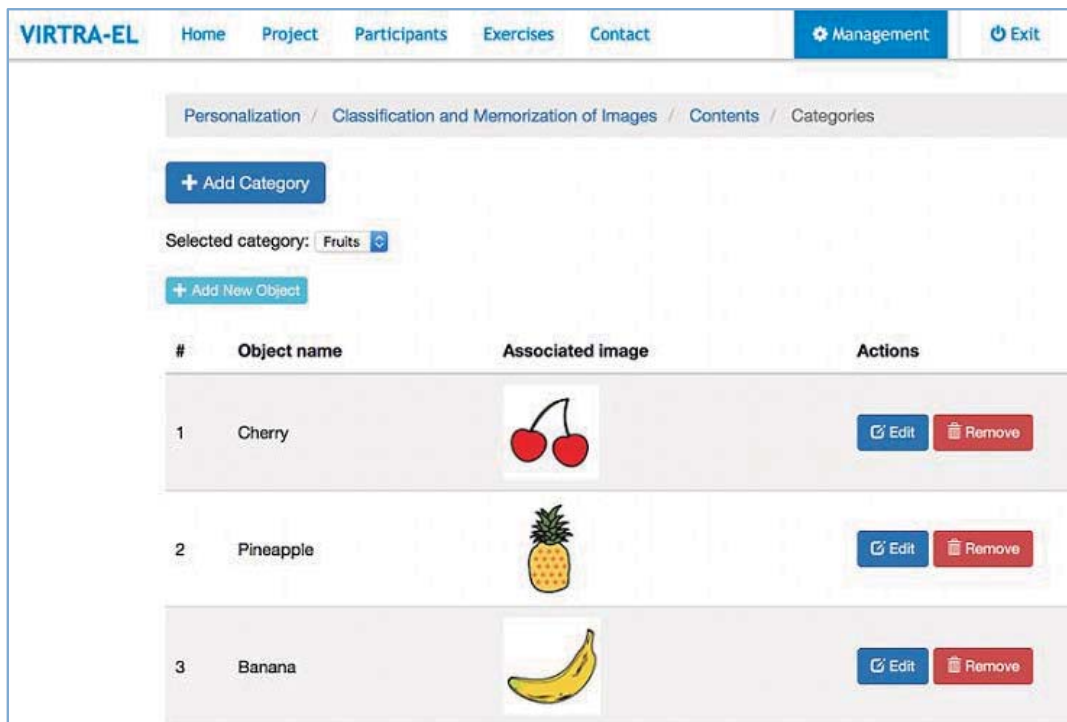 VIRTRA-EL Home Project Participants Exercises Contact Management Exit
Personalization / Classification and Memorization of Images / Contents / Categories
+ Add Category
Selected category: Fruits
+ Add New Object
# Object name Associated image Actions
1 Cherry Edit Remove
2 Pineapple Edit Remove
3 Banana Edit Remove